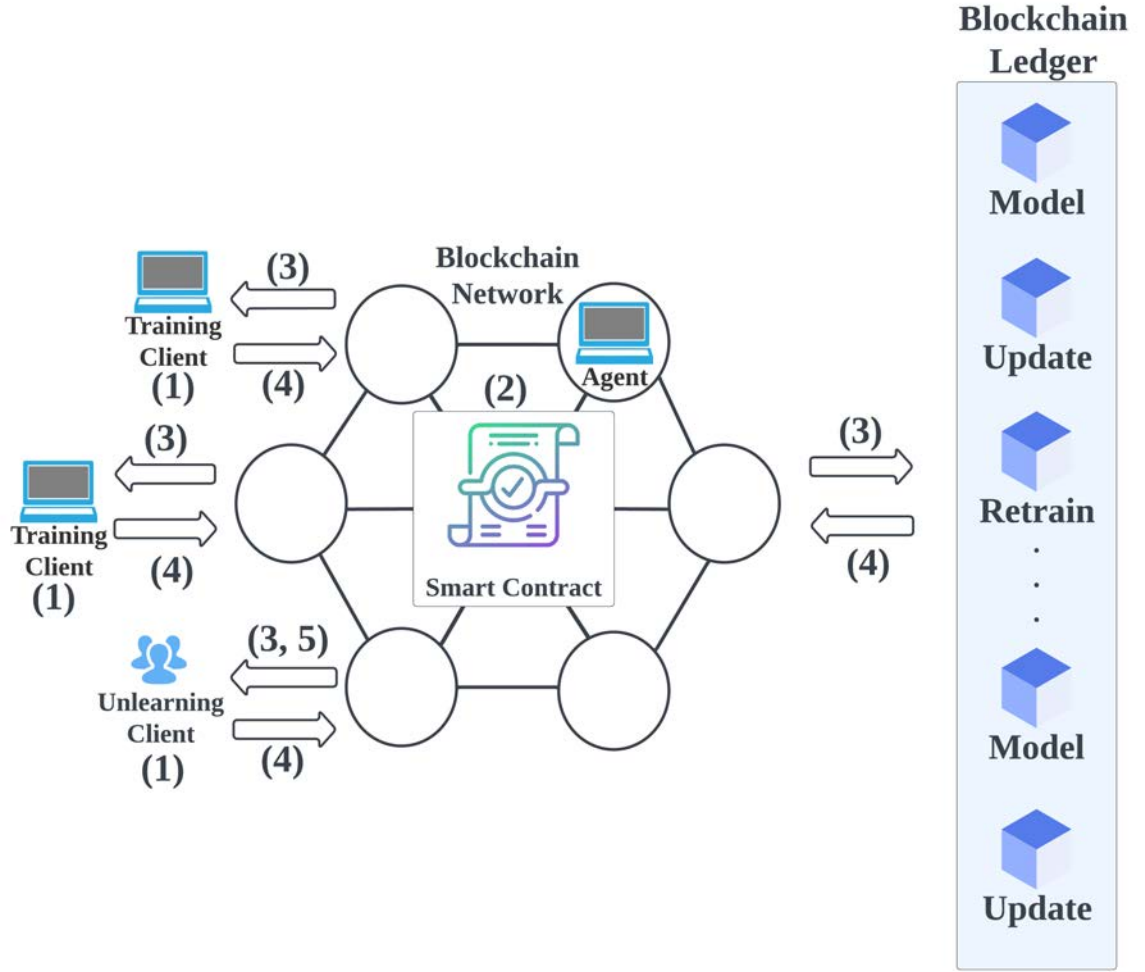 Blockchain
Ledger
Model
Update
Retrain
.
.
.
Model
Update
Blockchain
Network
Agent
(2)
Smart Contract
(3)
Training
Client
(1)
(4)
(3)
Training
Client
(1)
(4)
(3, 5)
Unlearning
Client
(1)
(4)
(3)
(4)